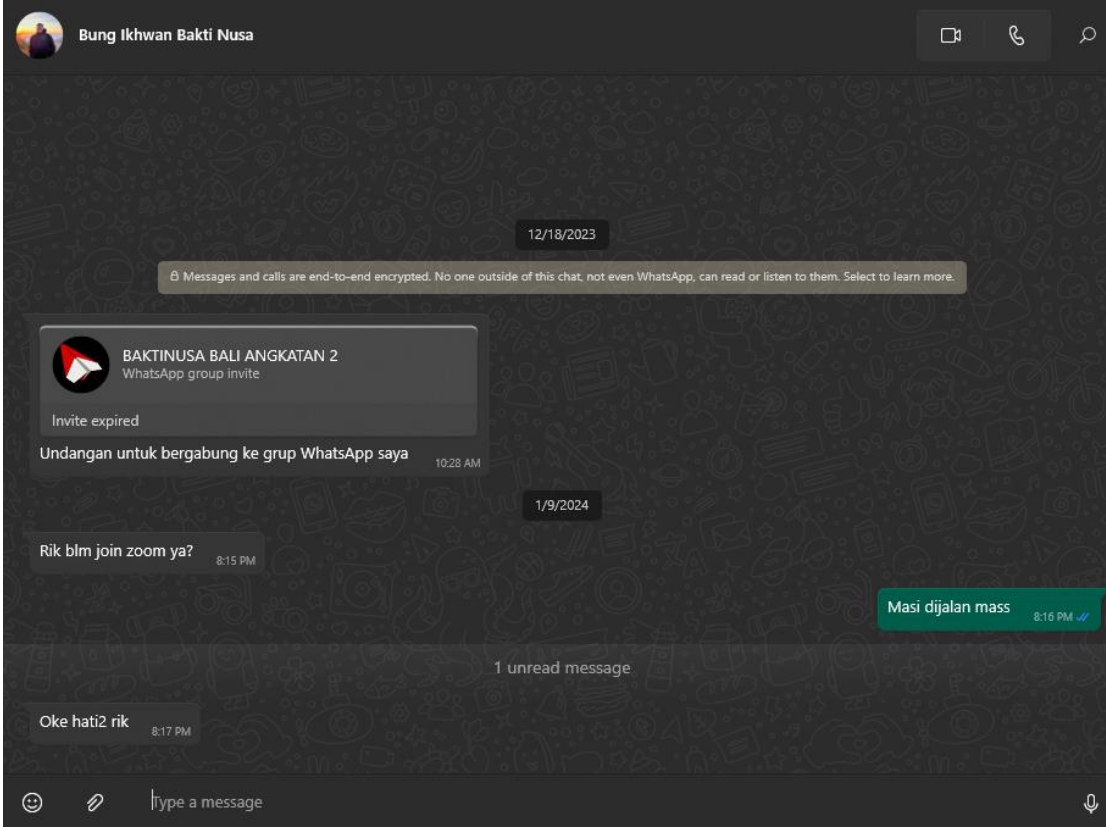 Bung Ikhwan Bakti Nusa
12/18/2023
Messages and calls are end-to-end encrypted. No one outside of this chat, not even WhatsApp, can read or listen to them. Select to learn more.
BAKTINUSA BALI ANGKATAN 2
WhatsApp group invite
Invite expired
Undangan untuk bergabung ke grup WhatsApp saya
10:28 AM
1/9/2024
Rik blm join zoom ya?
8:15 PM
Masi dijalan mass
8:16 PM
1 unread message
Oke hati2 rik
8:17 PM
Type a message